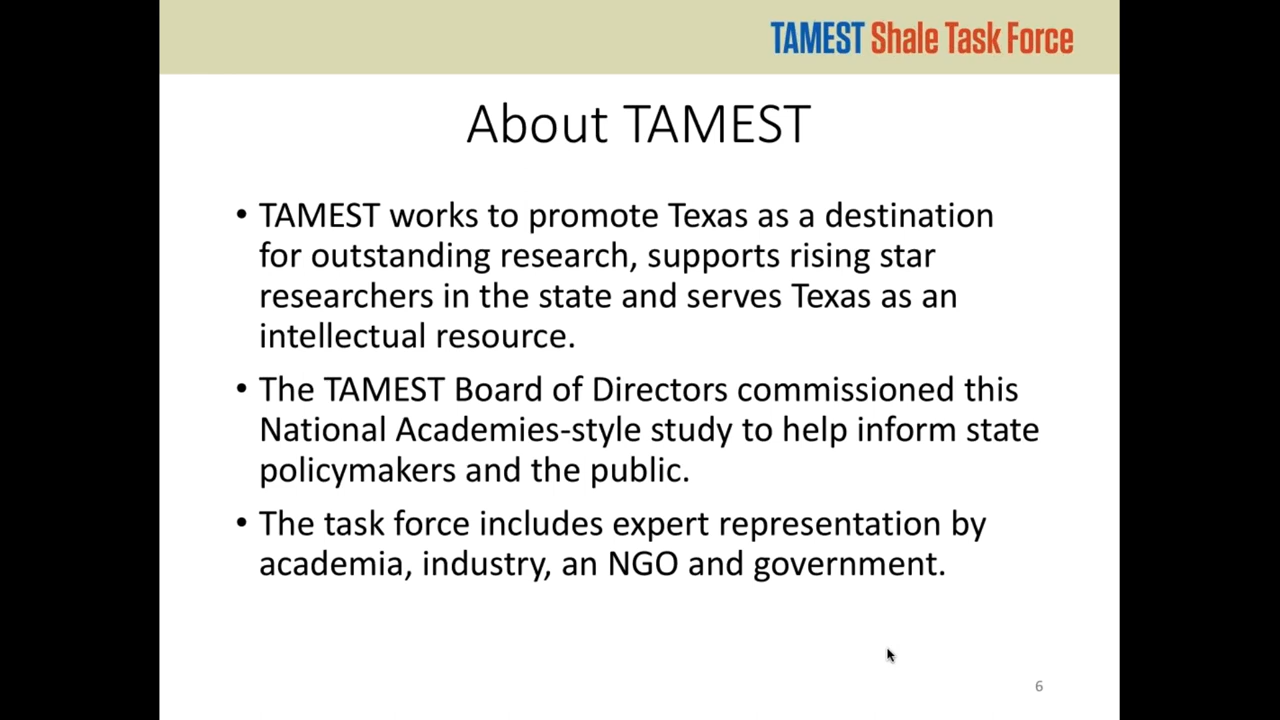 TAMEST Shale Task Force
About TAMEST
• TAMEST works to promote Texas as a destination
for outstanding research, supports rising star
researchers in the state and serves Texas as an
intellectual resource.
• The TAMEST Board of Directors commissioned this
National Academies-style study to help inform state
policymakers and the public.
• The task force includes expert representation by
academia, industry, an NGO and government.
6